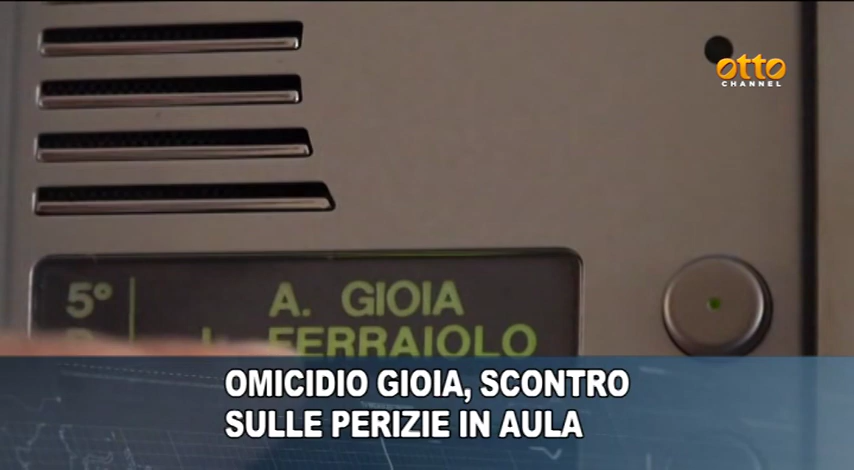 otto
CHANNEL
5° A. GIOIA
FERRAIOLO
OMICIDIO GIOIA, SCONTRO
SULLE PERIZIE IN AULA